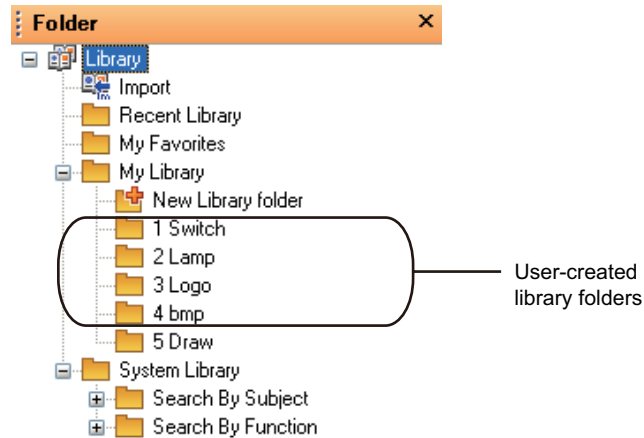 Folder
Library
Import
Recent Library
My Favorites
My Library
New Library folder
1 Switch
2 Lamp
3 Logo
4 bmp
5 Draw
System Library
Search By Subject
Search By Function
User-created
library folders